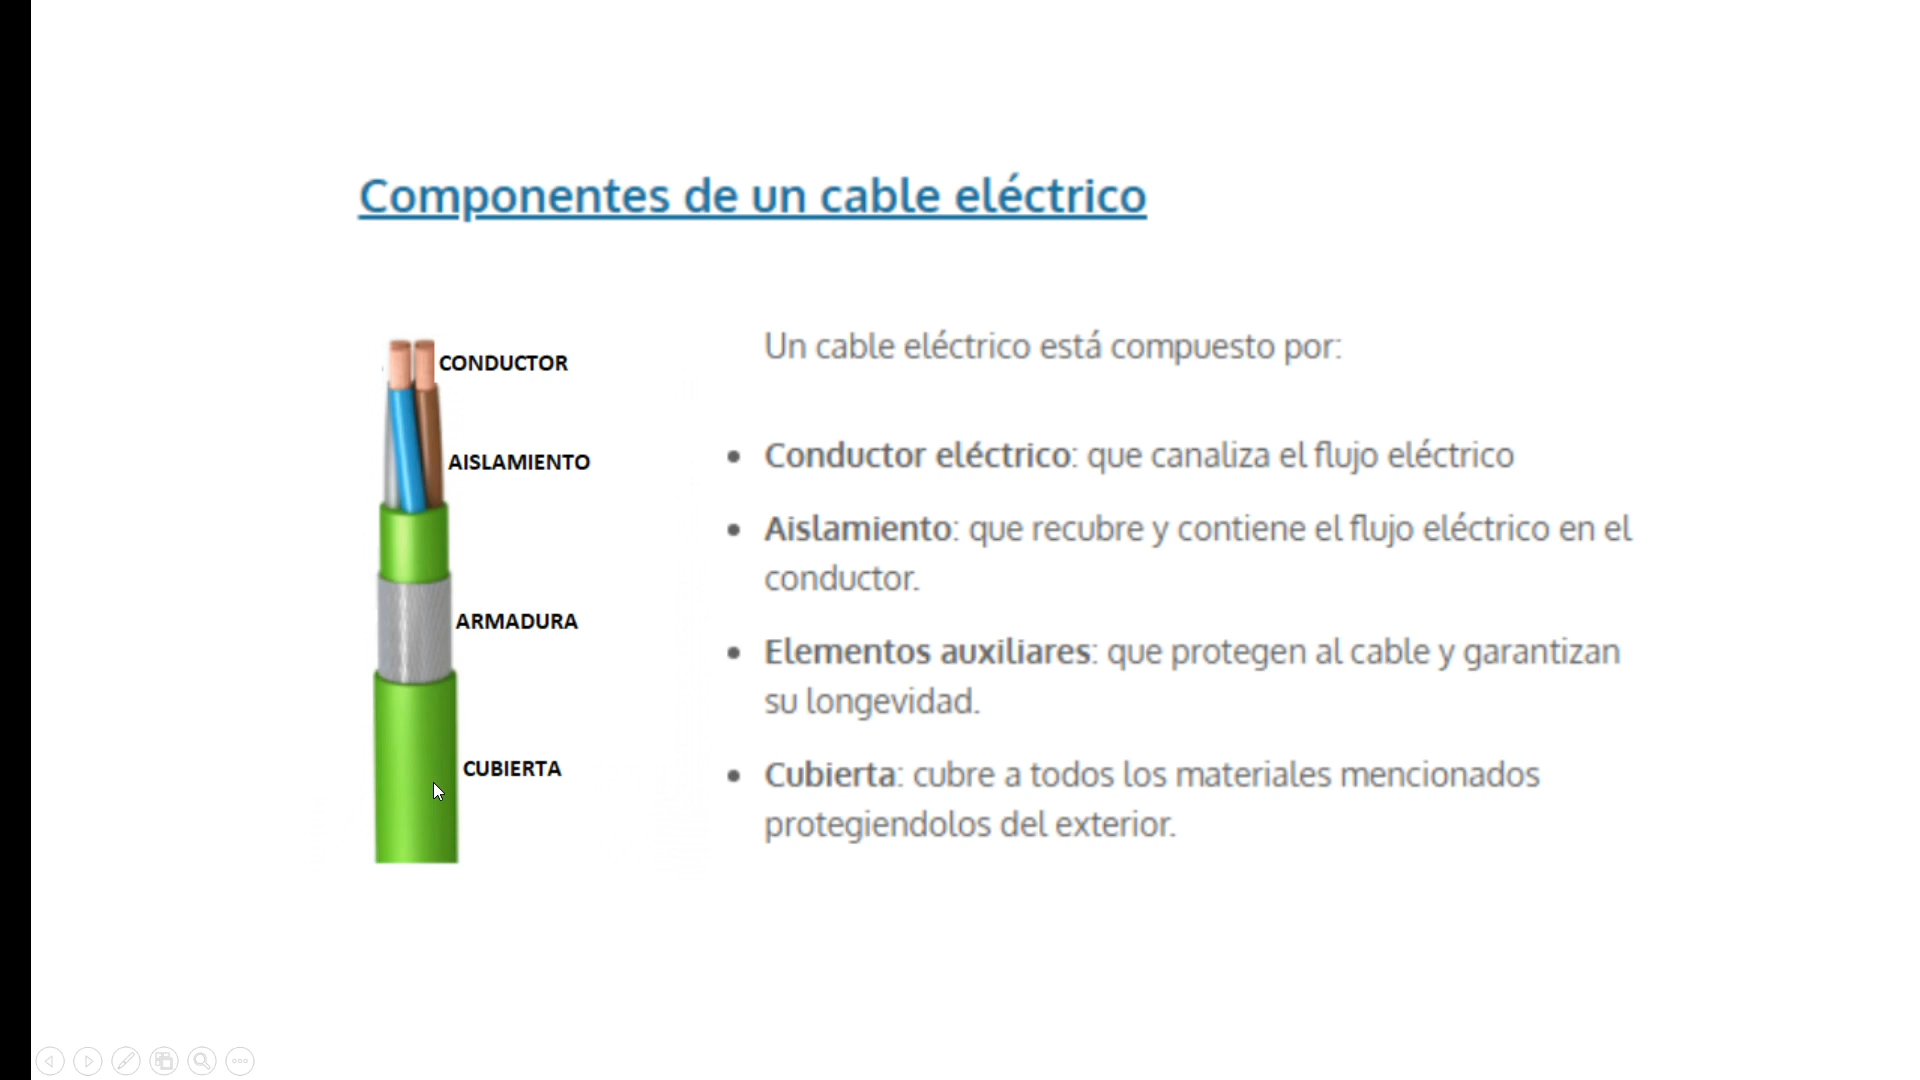 Componentes de un cable eléctrico
CONDUCTOR
AISLAMIENTO
ARMADURA
CUBIERTA
Un cable eléctrico está compuesto por:
• Conductor eléctrico: que canaliza el flujo eléctrico
• Aislamiento: que recubre y contiene el flujo eléctrico en el
conductor.
• Elementos auxiliares: que protegen al cable y garantizan
su longevidad.
• Cubierta: cubre a todos los materiales mencionados
protegiendolos del exterior.